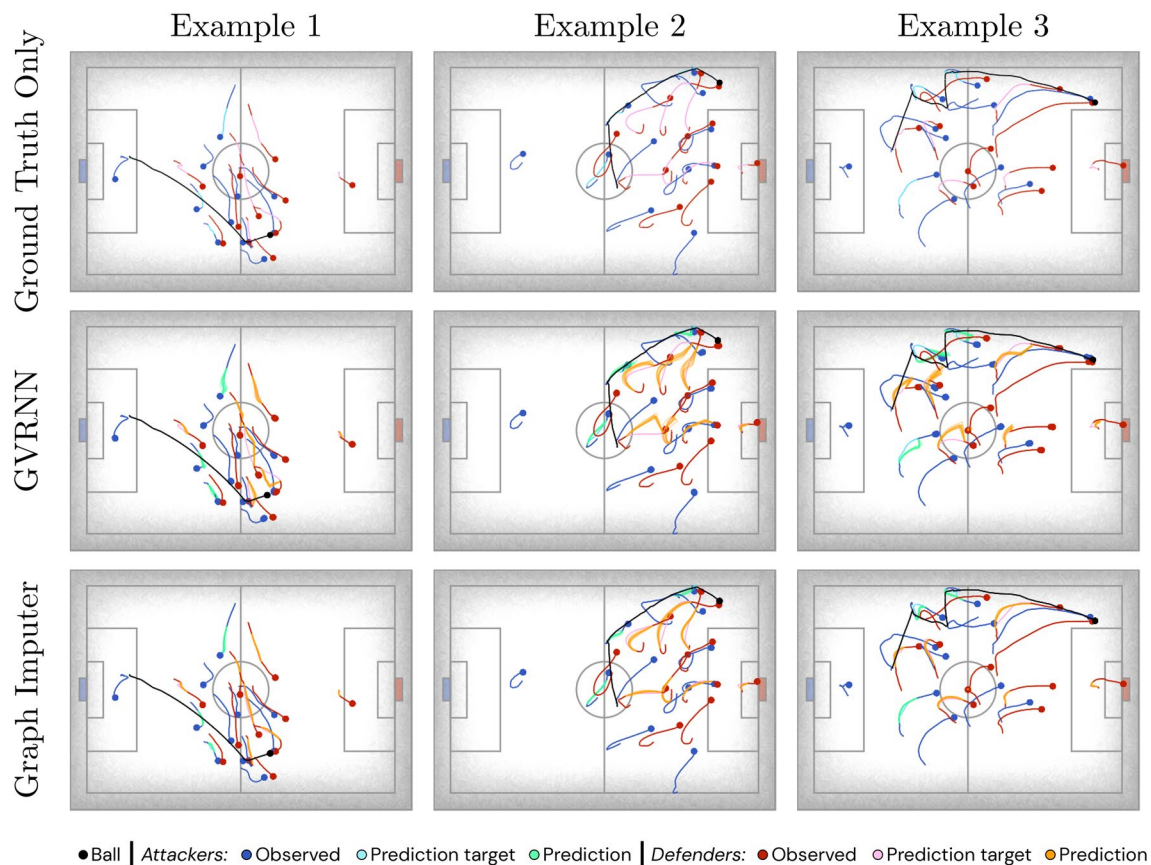 Example 1
Example 2
Example 3
Ground Truth Only
GVRNN
Graph Imputer
Ball | Attackers: Observed Prediction target Prediction | Defenders: Observed Prediction target Prediction